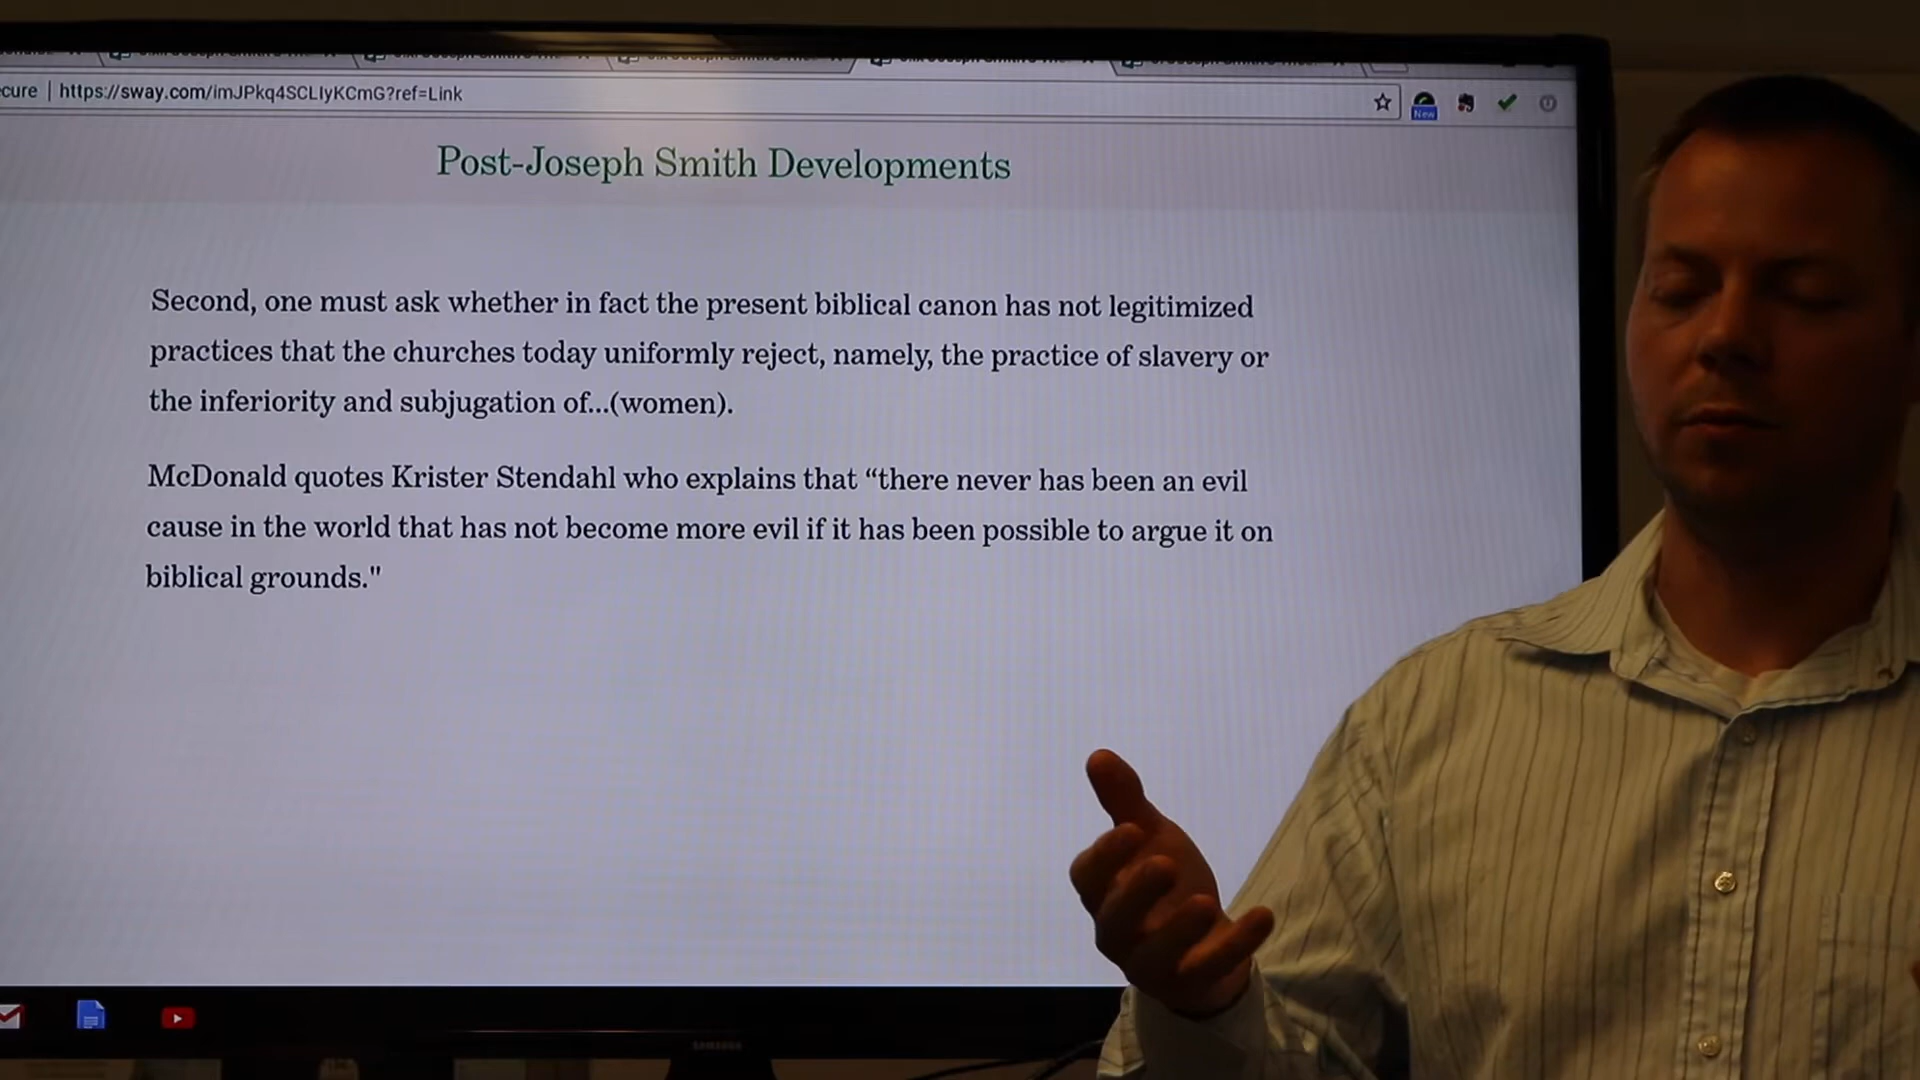 cure | https://sway.com/imJPkq4SCLIyKCmG?ref=Link
New
Post-Joseph Smith Developments
Second, one must ask whether in fact the present biblical canon has not legitimized
practices that the churches today uniformly reject, namely, the practice of slavery or
the inferiority and subjugation of...(women).
McDonald quotes Krister Stendahl who explains that “there never has been an evil
cause in the world that has not become more evil if it has been possible to argue it on
biblical grounds."
SAMSUNG